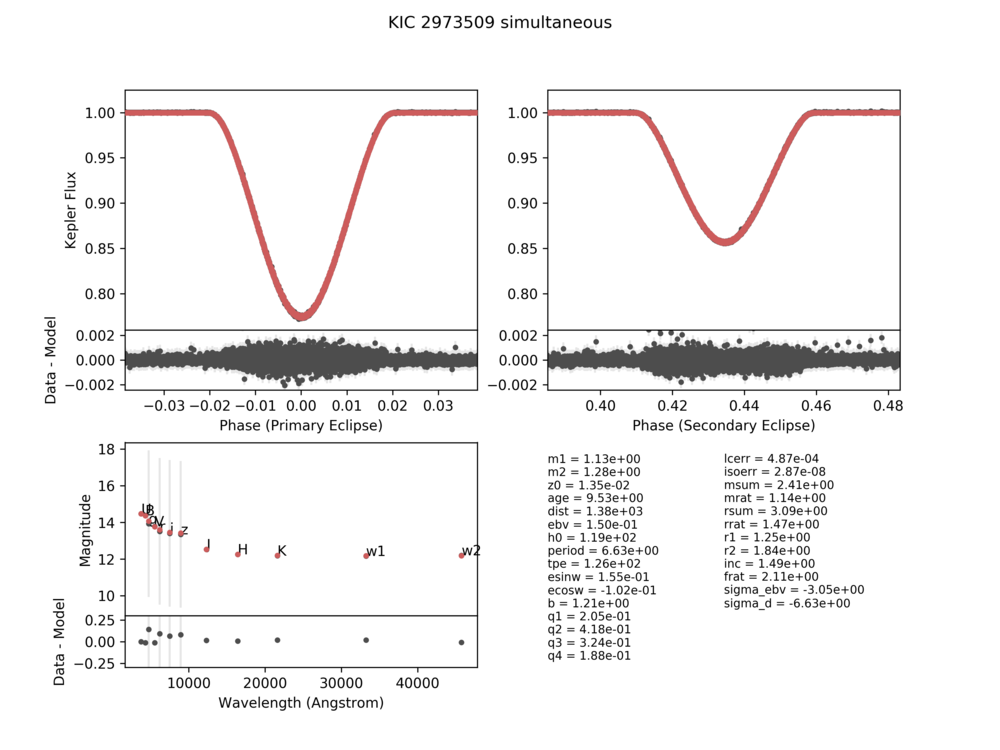 KIC 2973509 simultaneous
Kepler Flux
1.00
0.95
0.90
0.85
0.80
1.00
0.95
0.90
0.85
0.80
Data - Model
0.002
0.000
−0.002
0.002
0.000
−0.002
−0.03 −0.02 −0.01 0.00 0.01 0.02 0.03
Phase (Primary Eclipse)
0.40 0.42 0.44 0.46 0.48
Phase (Secondary Eclipse)
Magnitude
18
16
14
12
10
U
B
g
V
r
i
z
J
H
K
w1
w2
Data - Model
0.25
0.00
−0.25
10000 20000 30000 40000
Wavelength (Angstrom)
m1 = 1.13e+00
m2 = 1.28e+00
z0 = 1.35e-02
age = 9.53e+00
dist = 1.38e+03
ebv = 1.50e-01
h0 = 1.19e+02
period = 6.63e+00
tpe = 1.26e+02
esinw = 1.55e-01
ecosw = -1.02e-01
b = 1.21e+00
q1 = 2.05e-01
q2 = 4.18e-01
q3 = 3.24e-01
q4 = 1.88e-01
lcerr = 4.87e-04
isoerr = 2.87e-08
msum = 2.41e+00
mrat = 1.14e+00
rsum = 3.09e+00
rrat = 1.47e+00
r1 = 1.25e+00
r2 = 1.84e+00
inc = 1.49e+00
frat = 2.11e+00
sigma_ebv = -3.05e+00
sigma_d = -6.63e+00